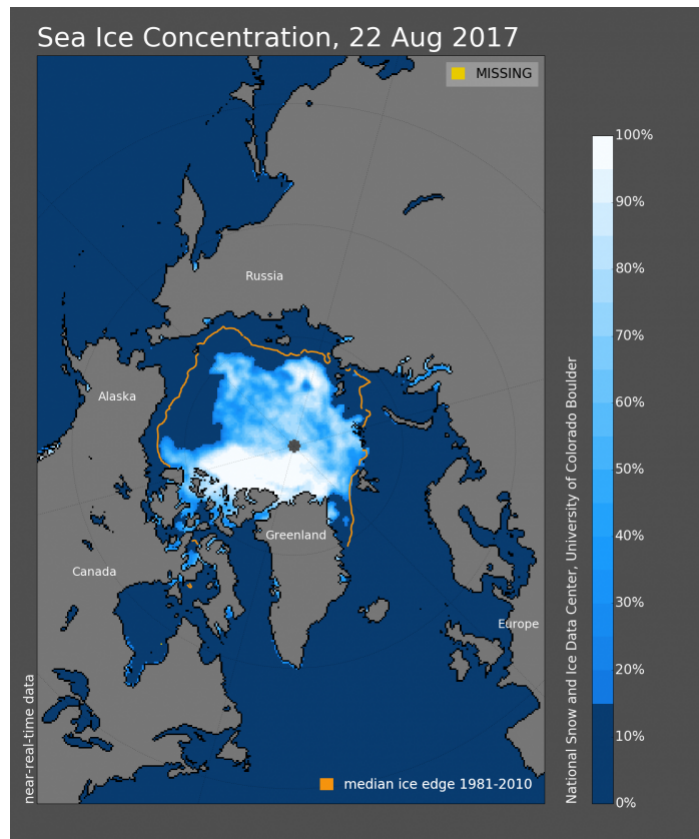 Sea Ice Concentration, 22 Aug 2017
MISSING
Russia
Alaska
Greenland
Canada
Europe
near-real-time data
median ice edge 1981-2010
National Snow and Ice Data Center, University of Colorado Boulder
100%
90%
80%
70%
60%
50%
40%
30%
20%
10%
0%